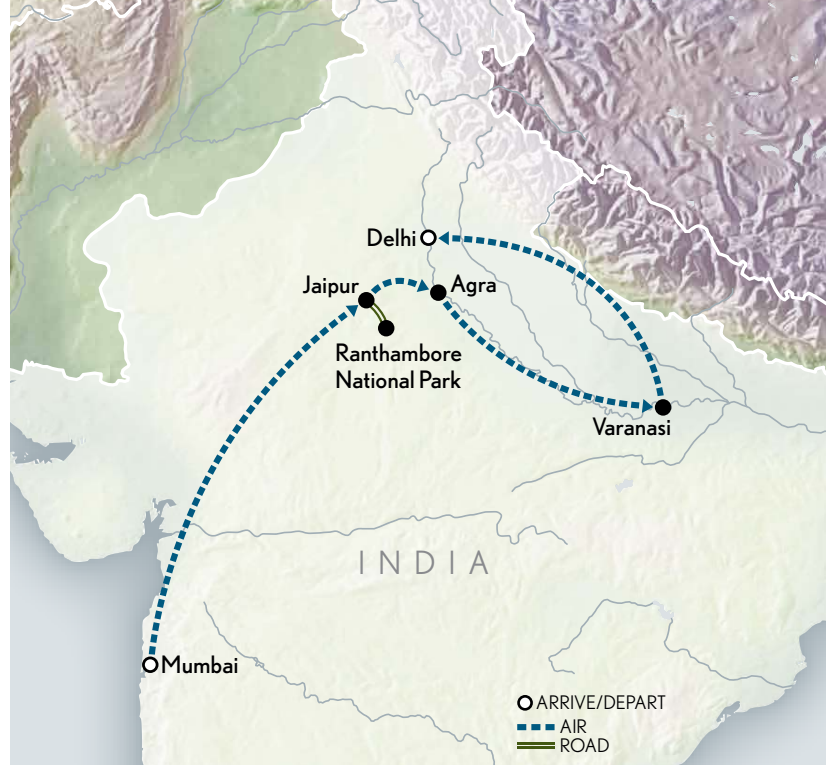 Delhi
Jaipur
Agra
Ranthambore
National Park
Varanasi
INDIA
Mumbai
ARRIVE/DEPART
AIR
ROAD